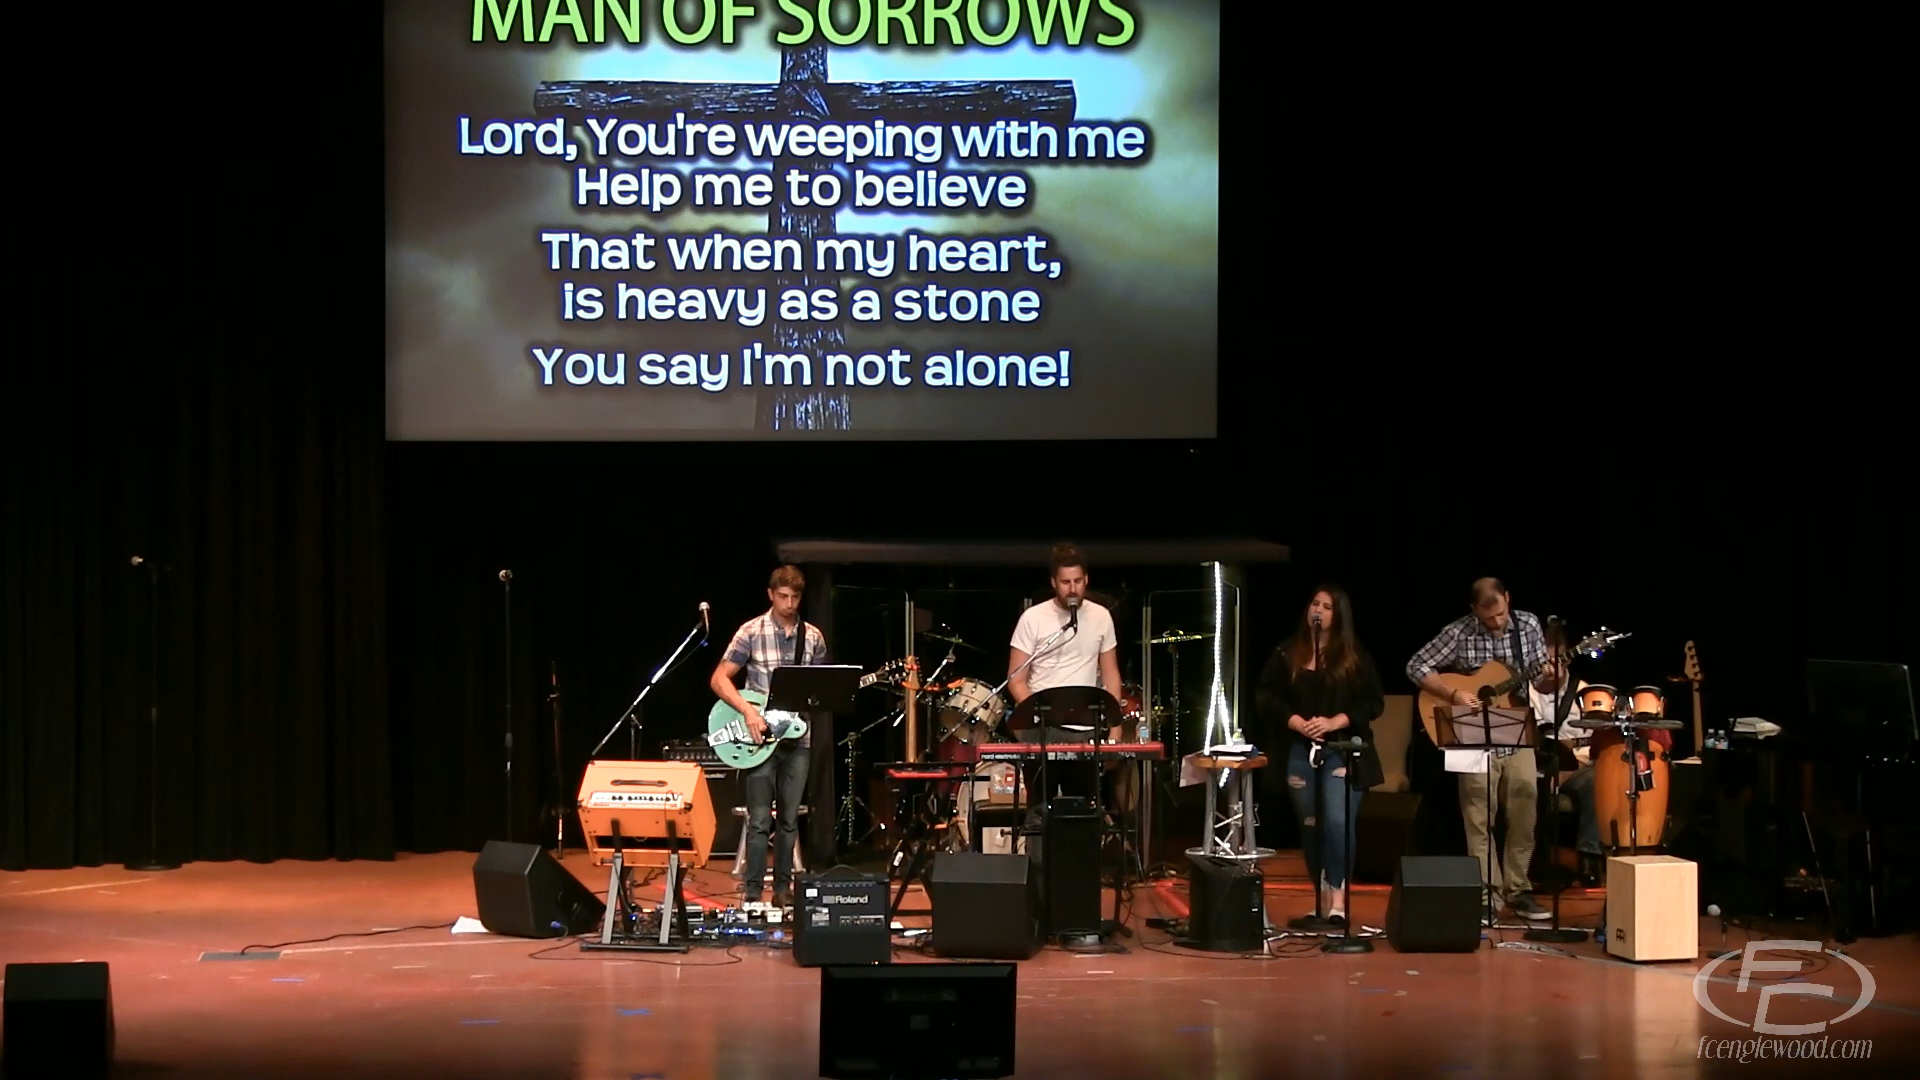 MAN OF SORROWS
Lord, You're weeping with me
Help me to believe
That when my heart,
is heavy as a stone
You say I'm not alone!
Roland
FC
fcenglewood.com